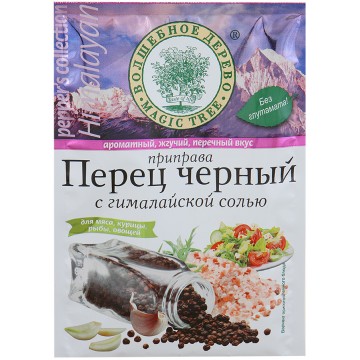 pepper's collection
Himalayan
ВОЛШЕБНОЕ ДЕРЕВО
MAGIC TREE
®
Без
глутамата!
ароматный, жгучий, перечный вкус
приправа
Перец черный
с гималайской солью
для мяса, курицы
рыбы, овощей